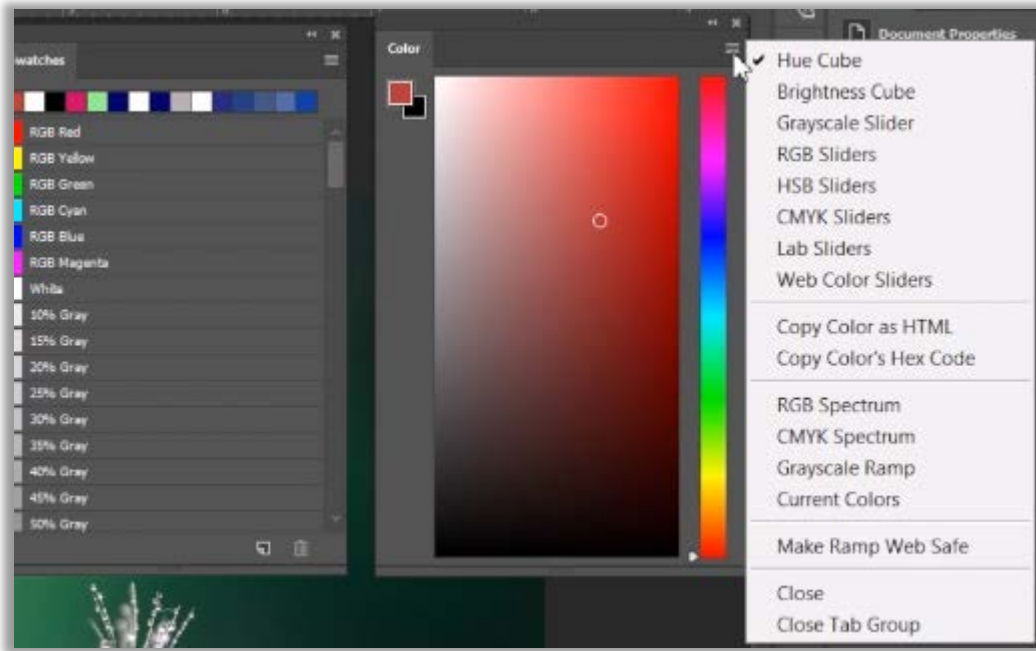 watches
RGB Red
RGB Yellow
RGB Green
RGB Cyan
RGB Blue
RGB Magenta
White
10% Gray
15% Gray
20% Gray
25% Gray
30% Gray
35% Gray
40% Gray
45% Gray
50% Gray
Color
Document Properties
Hue Cube
Brightness Cube
Grayscale Slider
RGB Sliders
HSB Sliders
CMYK Sliders
Lab Sliders
Web Color Sliders
Copy Color as HTML
Copy Color's Hex Code
RGB Spectrum
CMYK Spectrum
Grayscale Ramp
Current Colors
Make Ramp Web Safe
Close
Close Tab Group